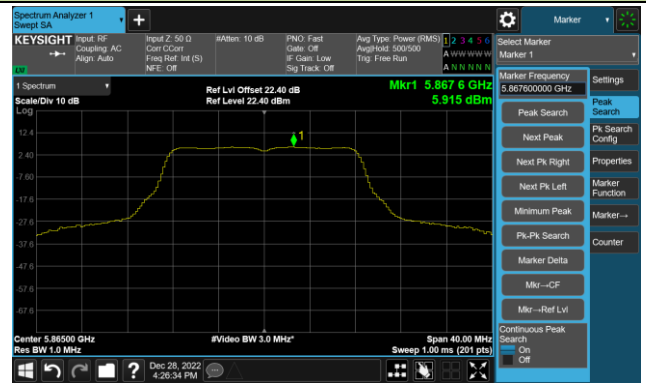 Spectrum Analyzer 1
Swept SA
Marker
KEYSIGHT
Input: RF
Coupling: AC
Align: Auto
Input Z: 50 Ω
Corr CCorr
Freq Ref: Int (S)
NFE: Off
#Atten: 10 dB
PNO: Fast
Gate: Off
IF Gain: Low
Sig Track: Off
Avg Type: Power (RMS)
Avg|Hold: 500/500
Trig: Free Run
1 2 3 4 5 6
A W W W W W
A N N N N N
LW
Select Marker
Marker 1
1 Spectrum
Scale/Div 10 dB
Log
Ref Lvl Offset 22.40 dB
Ref Level 22.40 dBm
Mkr1 5.867 6 GHz
5.915 dBm
12.4
2.40
-7.60
-17.6
-27.6
-37.6
-47.6
-57.6
-67.6
1
Center 5.86500 GHz
Res BW 1.0 MHz
#Video BW 3.0 MHz*
Span 40.00 MHz
Sweep 1.00 ms (201 pts)
Marker Frequency
5.867600000 GHz
Peak Search
Next Peak
Next Pk Right
Next Pk Left
Minimum Peak
Pk-Pk Search
Marker Delta
Mkr→CF
Mkr→Ref Lvl
Continuous Peak
Search
On
Off
Settings
Peak
Search
Pk Search
Config
Properties
Marker
Function
Marker→
Counter
?
Dec 28, 2022
4:26:34 PM